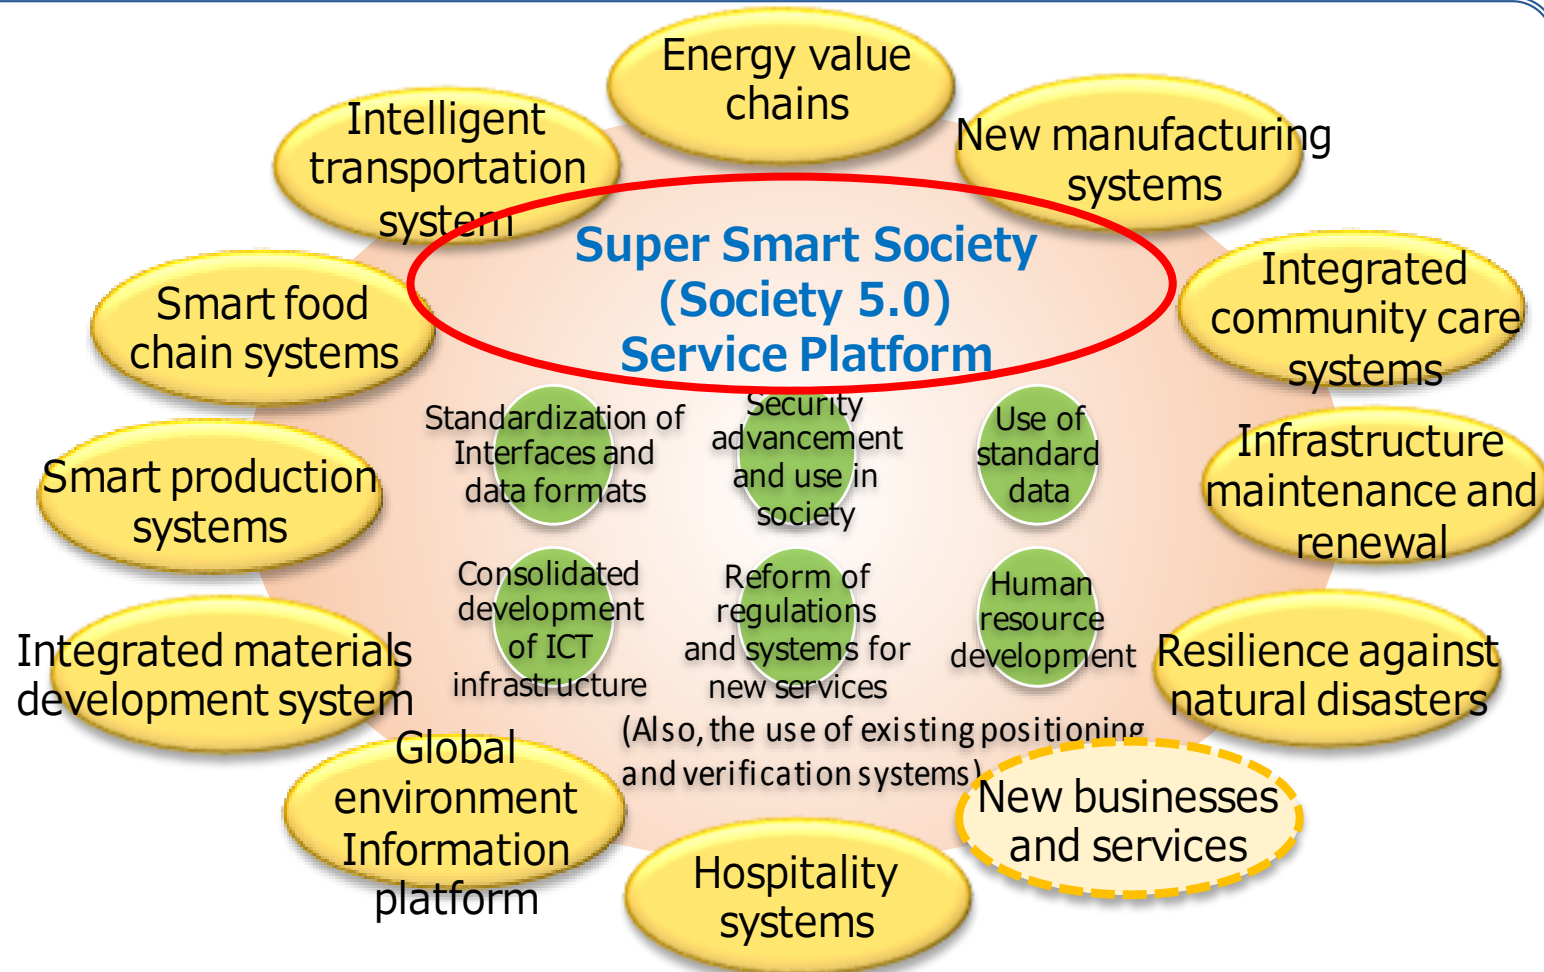 Energy value
chains
Intelligent
transportation
system
New manufacturing
systems
Super Smart Society
(Society 5.0)
Service Platform
Smart food
chain systems
Integrated
community care
systems
Standardization of
Interfaces and
data formats
Security
advancement
and use in
society
Use of
standard
data
Smart production
systems
Infrastructure
maintenance and
renewal
Consolidated
development
of ICT
infrastructure
Reform of
regulations
and systems for
new services
Human
resource
development
Integrated materials
development system
Resilience against
natural disasters
(Also, the use of existing positioning
and verification systems)
Global
environment
Information
platform
New businesses
and services
Hospitality
systems